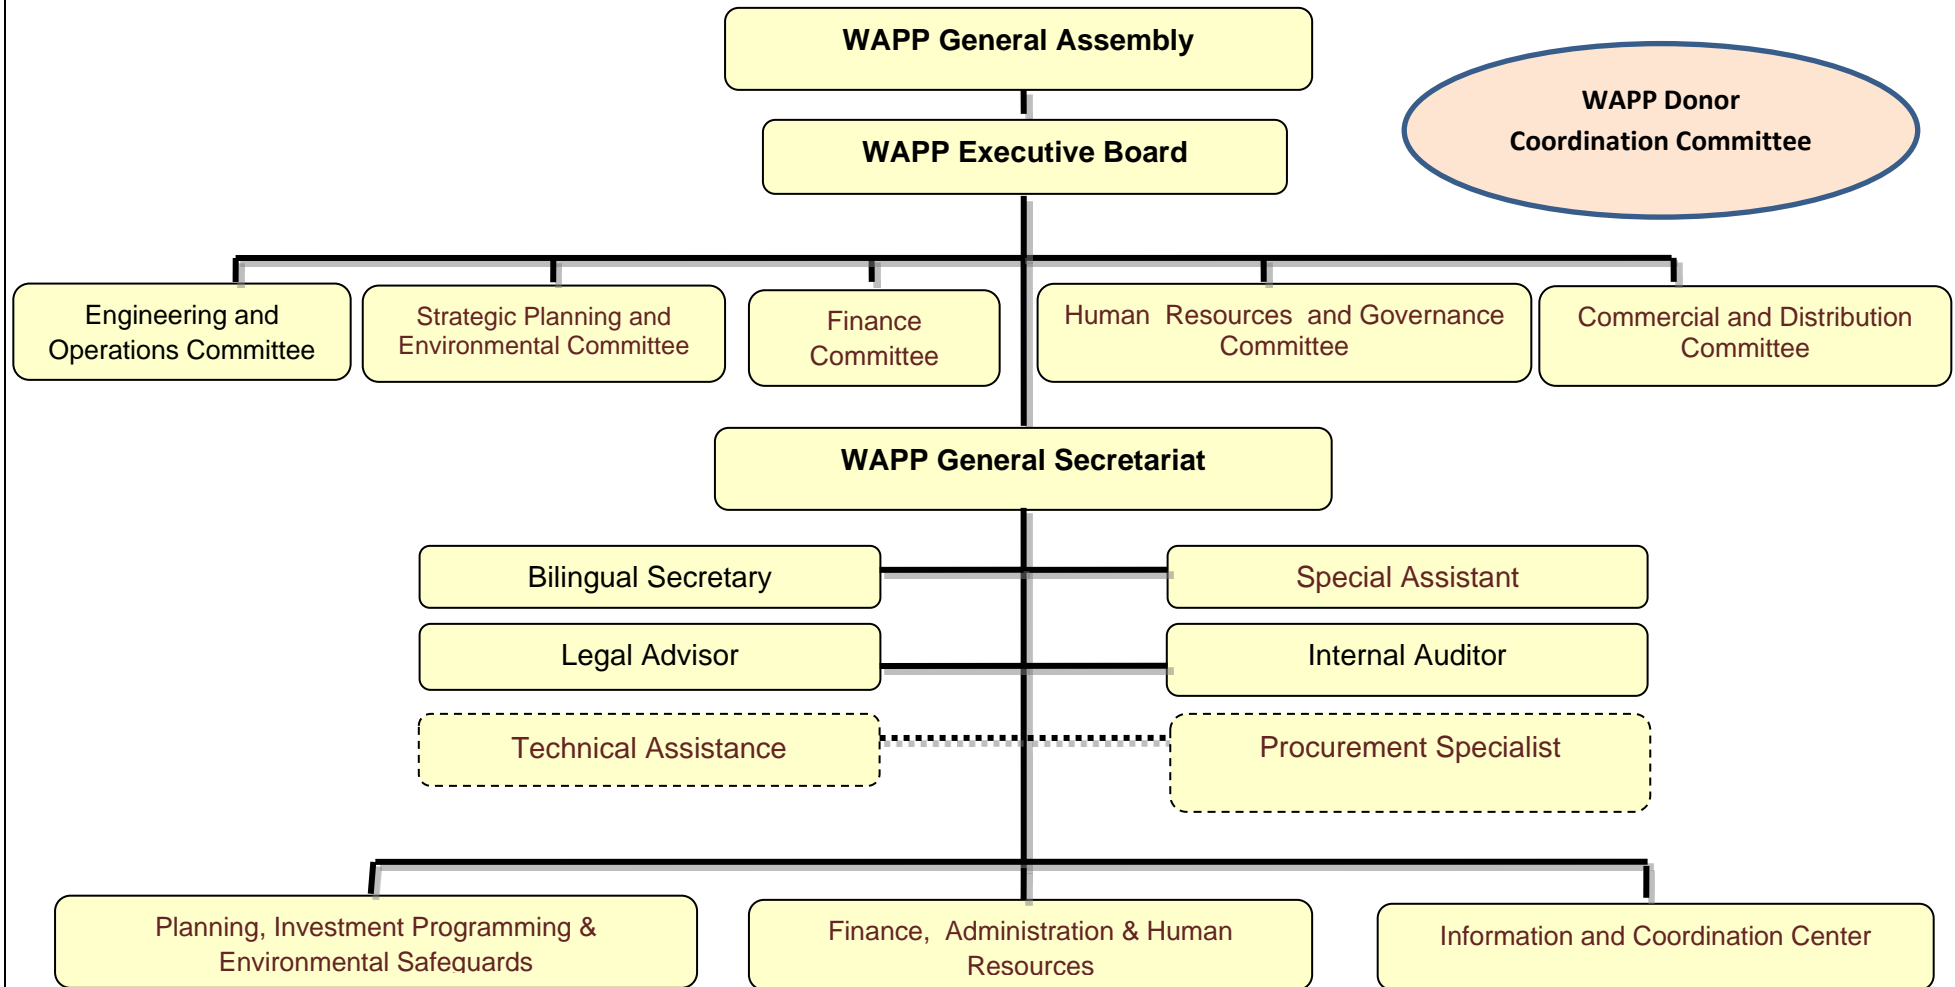 WAPP General Assembly
WAPP Donor
Coordination Committee
WAPP Executive Board
Engineering and
Operations Committee
Strategic Planning and
Environmental Committee
Finance
Committee
Human Resources and Governance
Committee
Commercial and Distribution
Committee
WAPP General Secretariat
Bilingual Secretary
Special Assistant
Legal Advisor
Internal Auditor
Technical Assistance
Procurement Specialist
Planning, Investment Programming &
Environmental Safeguards
Finance, Administration & Human
Resources
Information and Coordination Center